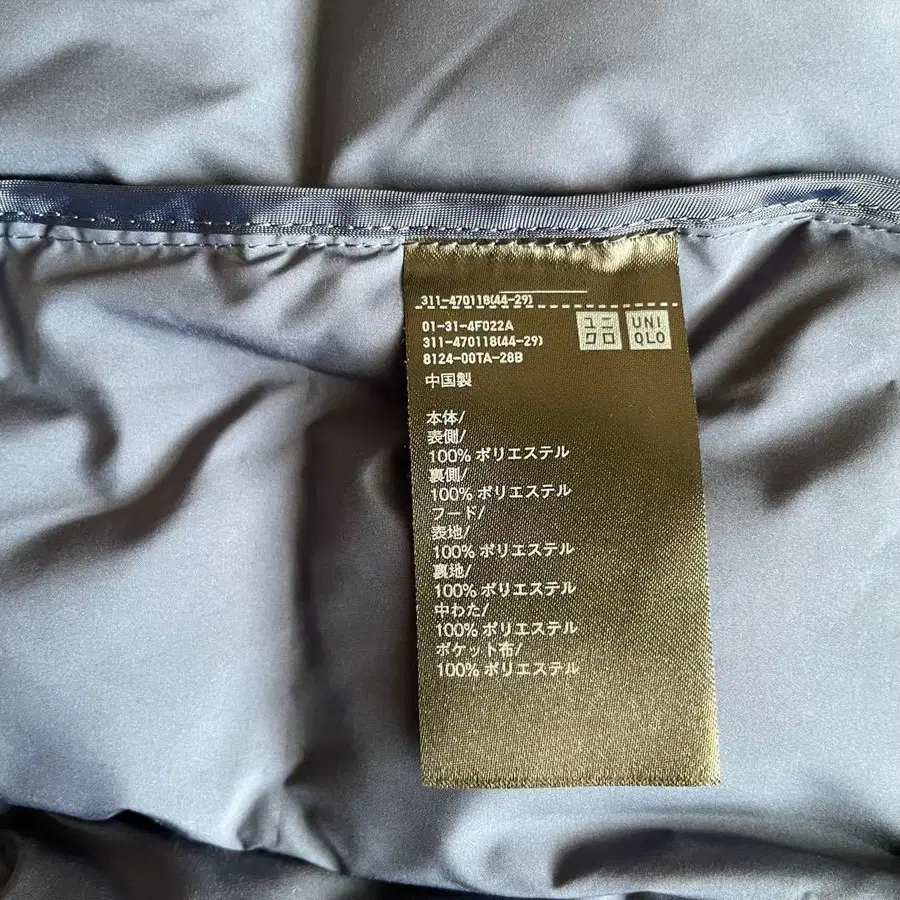 311-470118(44-29)
01-31-4F022A
311-470118(44-29)
8124-00TA-28B
中国製
ユニ
クロ
UNI
QLO
本体/
表側/
100% ポリエステル
裏側/
100% ポリエステル
フード/
表地/
100% ポリエステル
裏地/
100% ポリエステル
中わた/
100% ポリエステル
ポケット布/
100% ポリエステル